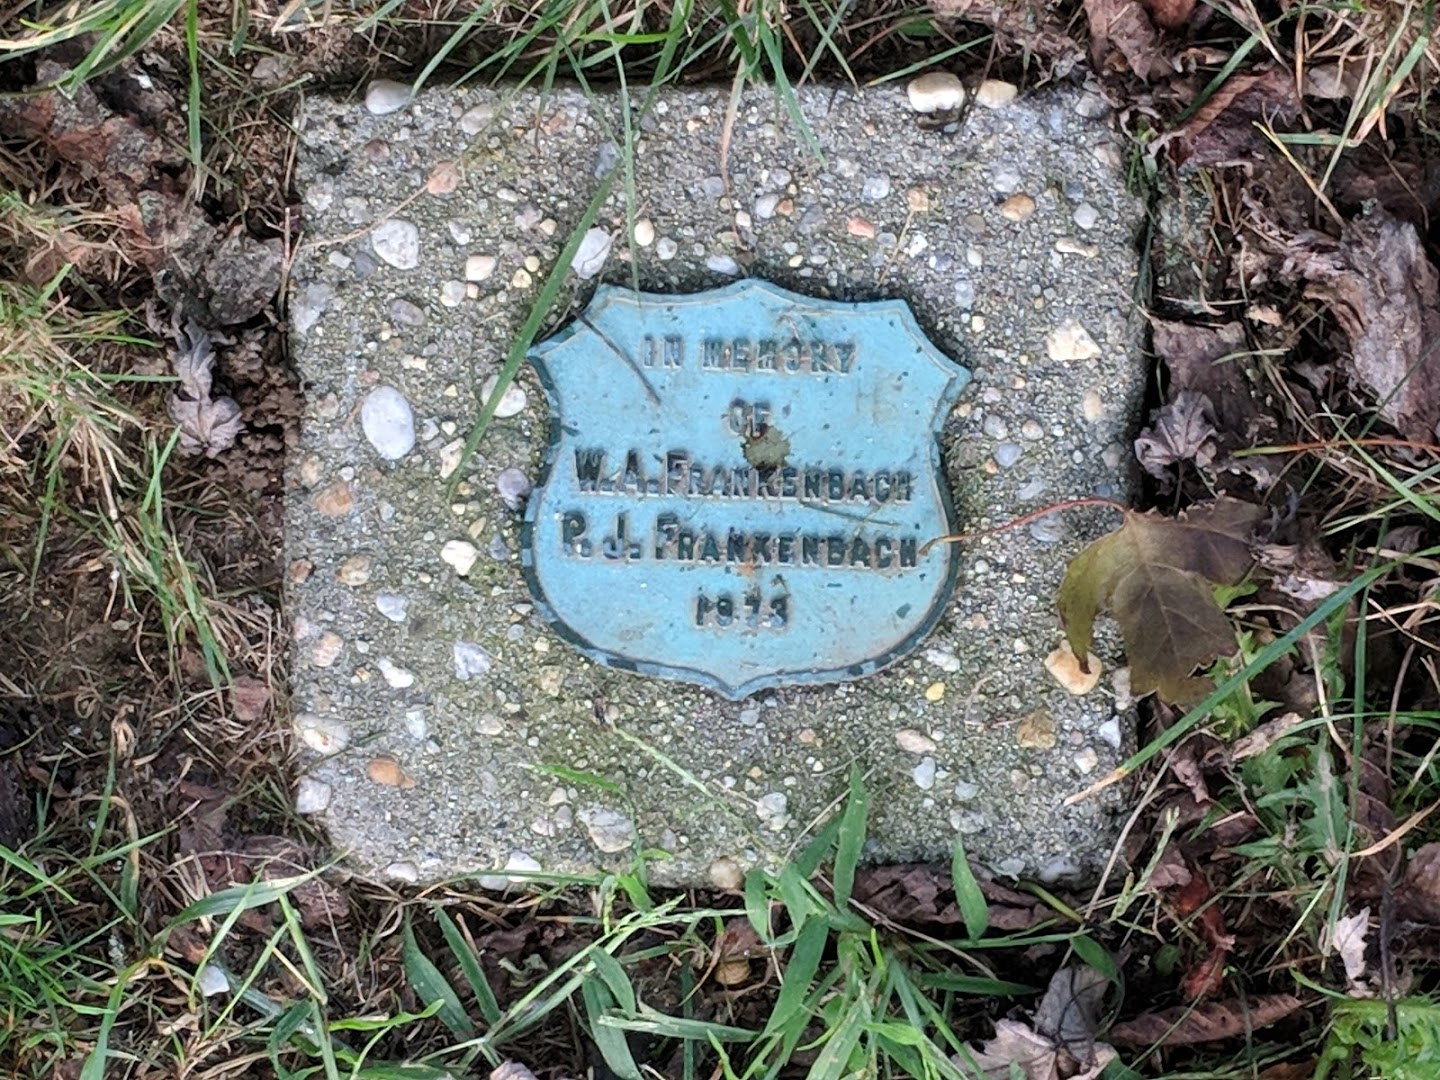 IN MEMORY
OF
W. A. FRANKENBACH
P. J. FRANKENBACH
1973